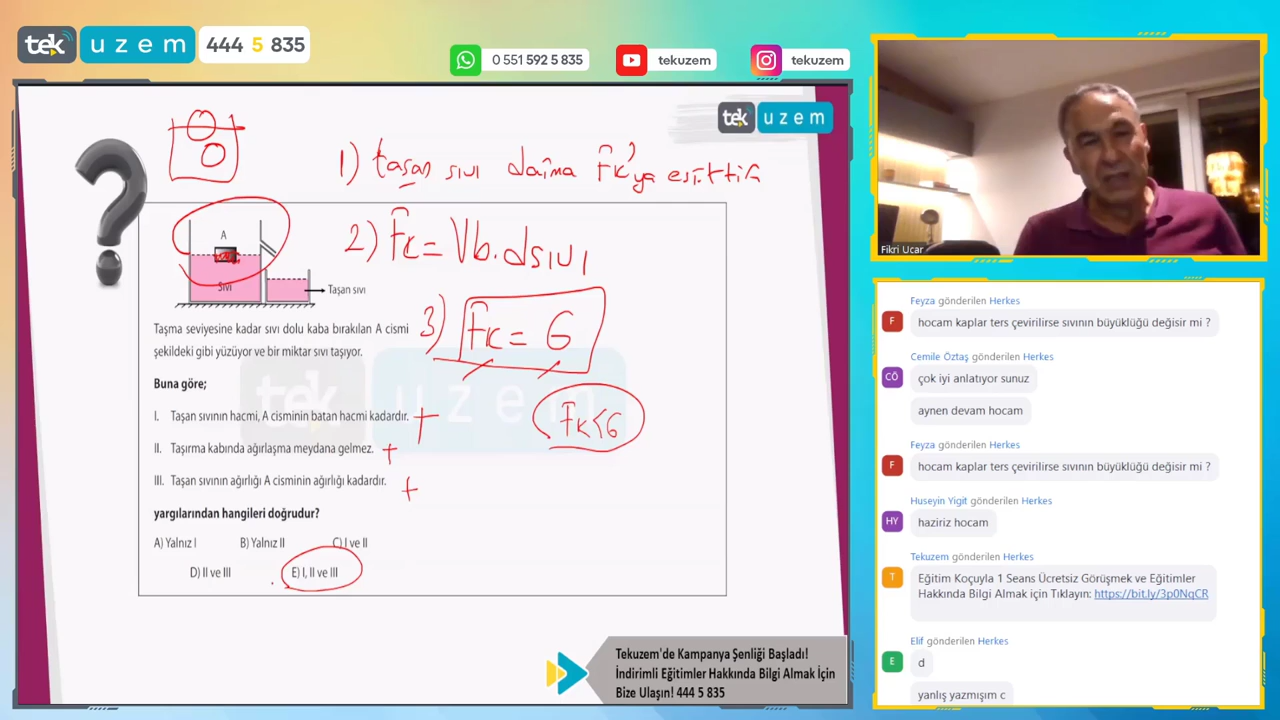 tek uzem 444 5 835
0 551 592 5 835
tekuzem
tekuzem
tek uzem
1) taşan sıvı daima Fk'ya eşittir
2) Fk = Vb.dsıvı
3) Fk = G
Fk<G
A
Sıvı
Taşan sıvı
Taşma seviyesine kadar sıvı dolu kaba bırakılan A cismi
şekildeki gibi yüzüyor ve bir miktar sıvı taşıyor.
Buna göre;
I. Taşan sıvının hacmi, A cisminin batan hacmi kadardır. +
II. Taşırma kabında ağırlaşma meydana gelmez. +
III. Taşan sıvının ağırlığı A cisminin ağırlığı kadardır. +
yargılarından hangileri doğrudur?
A) Yalnız I B) Yalnız II C) I ve II
D) II ve III E) I, II ve III
tek uzem
Tekuzem'de Kampanya Şenliği Başladı!
İndirimli Eğitimler Hakkında Bilgi Almak İçin
Bize Ulaşın! 444 5 835
Fikri Ucar
Feyza gönderilen Herkes
F hocam kaplar ters çevirilirse sıvının büyüklüğü değisir mi ?
Cemile Öztaş gönderilen Herkes
CÖ çok iyi anlatıyor sunuz
aynen devam hocam
Feyza gönderilen Herkes
F hocam kaplar ters çevirilirse sıvının büyüklüğü değisir mi ?
Huseyin Yigit gönderilen Herkes
HY haziriz hocam
Tekuzem gönderilen Herkes
T Eğitim Koçuyla 1 Seans Ücretsiz Görüşmek ve Eğitimler
Hakkında Bilgi Almak için Tıklayın: https://bit.ly/3p0NqCR
Elif gönderilen Herkes
E d
yanlış yazmışım c